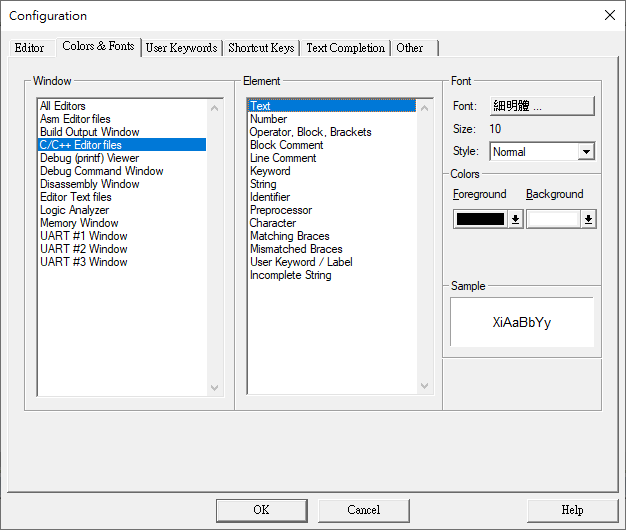 Configuration
Editor Colors & Fonts User Keywords Shortcut Keys Text Completion Other
Window
All Editors
Asm Editor files
Build Output Window
C/C++ Editor files
Debug (printf) Viewer
Debug Command Window
Disassembly Window
Editor Text files
Logic Analyzer
Memory Window
UART #1 Window
UART #2 Window
UART #3 Window
Element
Text
Number
Operator, Block, Brackets
Block Comment
Line Comment
Keyword
String
Identifier
Preprocessor
Character
Matching Braces
Mismatched Braces
User Keyword / Label
Incomplete String
Font
Font: 細明體 ...
Size: 10
Style: Normal
Colors
Foreground Background
Sample
XiAaBbYy
OK Cancel Help